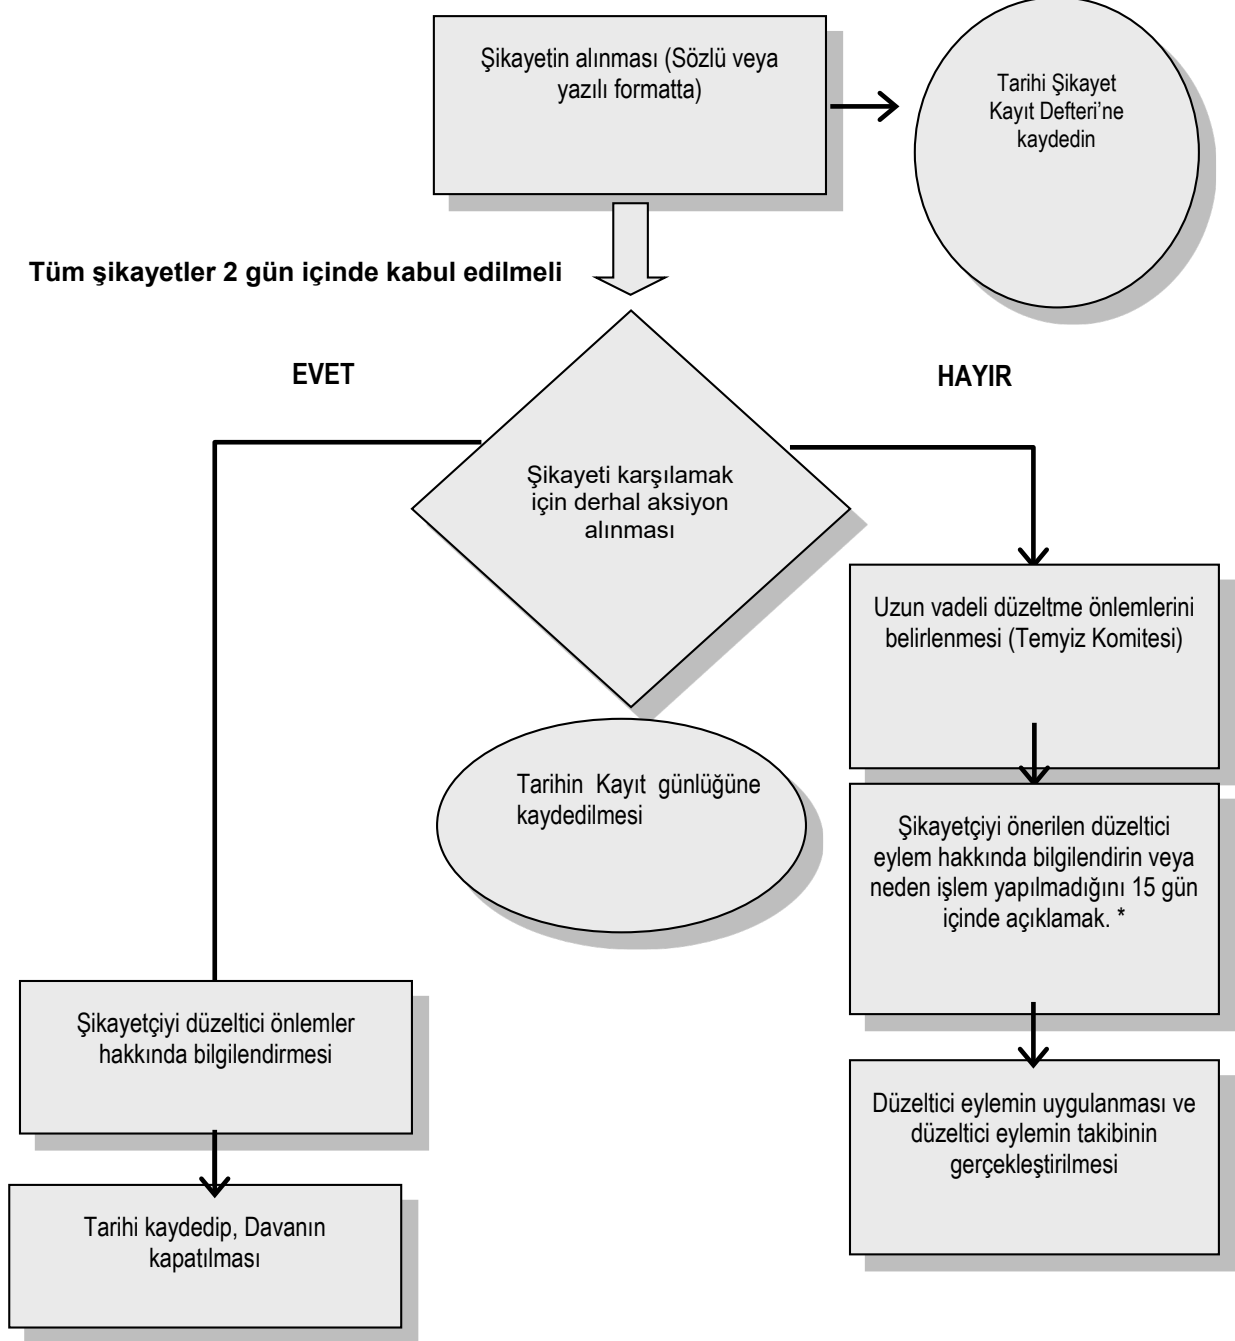 Şikayetin alınması (Sözlü veya
yazılı formatta)
Tarihi Şikayet
Kayıt Defteri’ne
kaydedin
Tüm şikayetler 2 gün içinde kabul edilmeli
EVET
HAYIR
Şikayeti karşılamak
için derhal aksiyon
alınması
Uzun vadeli düzeltme önlemlerini
belirlenmesi (Temyiz Komitesi)
Tarihin Kayıt günlüğüne
kaydedilmesi
Şikayetçiyi önerilen düzeltici
eylem hakkında bilgilendirin veya
neden işlem yapılmadığını 15 gün
içinde açıklamak. *
Şikayetçiyi düzeltici önlemler
hakkında bilgilendirmesi
Düzeltici eylemin uygulanması ve
düzeltici eylemin takibinin
gerçekleştirilmesi
Tarihi kaydedip, Davanın
kapatılması